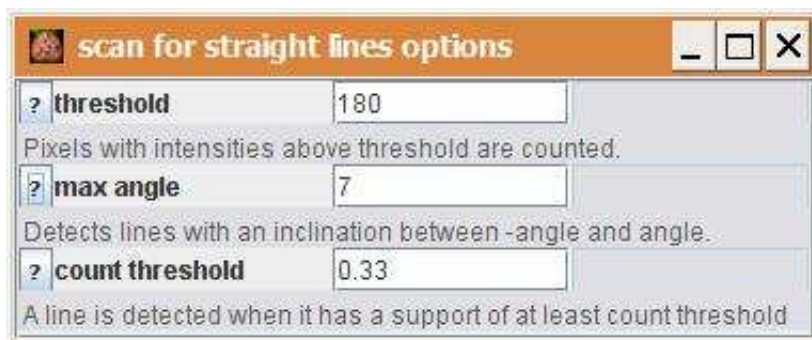 scan for straight lines options
? threshold 180
Pixels with intensities above threshold are counted.
? max angle 7
Detects lines with an inclination between -angle and angle.
? count threshold 0.33
A line is detected when it has a support of at least count threshold